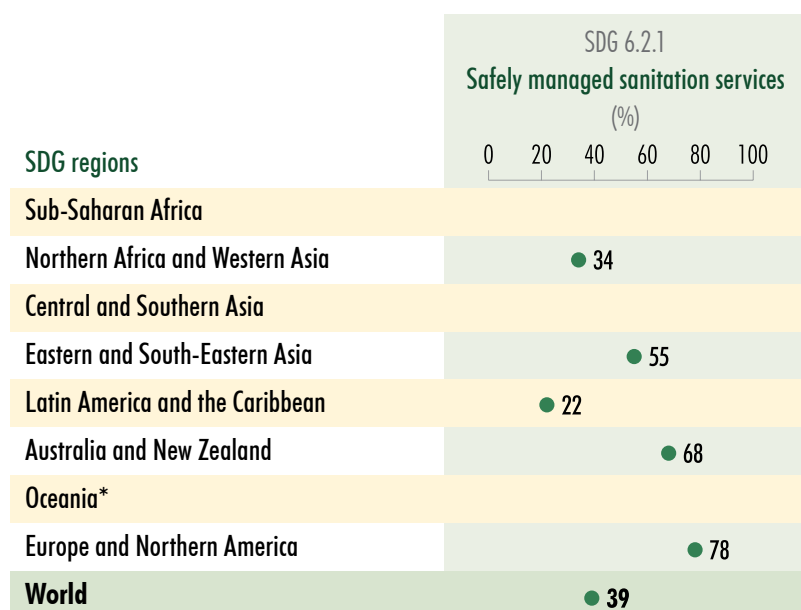 SDG 6.2.1
Safely managed sanitation services
(%)
SDG regions 0 20 40 60 80 100
Sub-Saharan Africa
Northern Africa and Western Asia 34
Central and Southern Asia
Eastern and South-Eastern Asia 55
Latin America and the Caribbean 22
Australia and New Zealand 68
Oceania*
Europe and Northern America 78
World 39